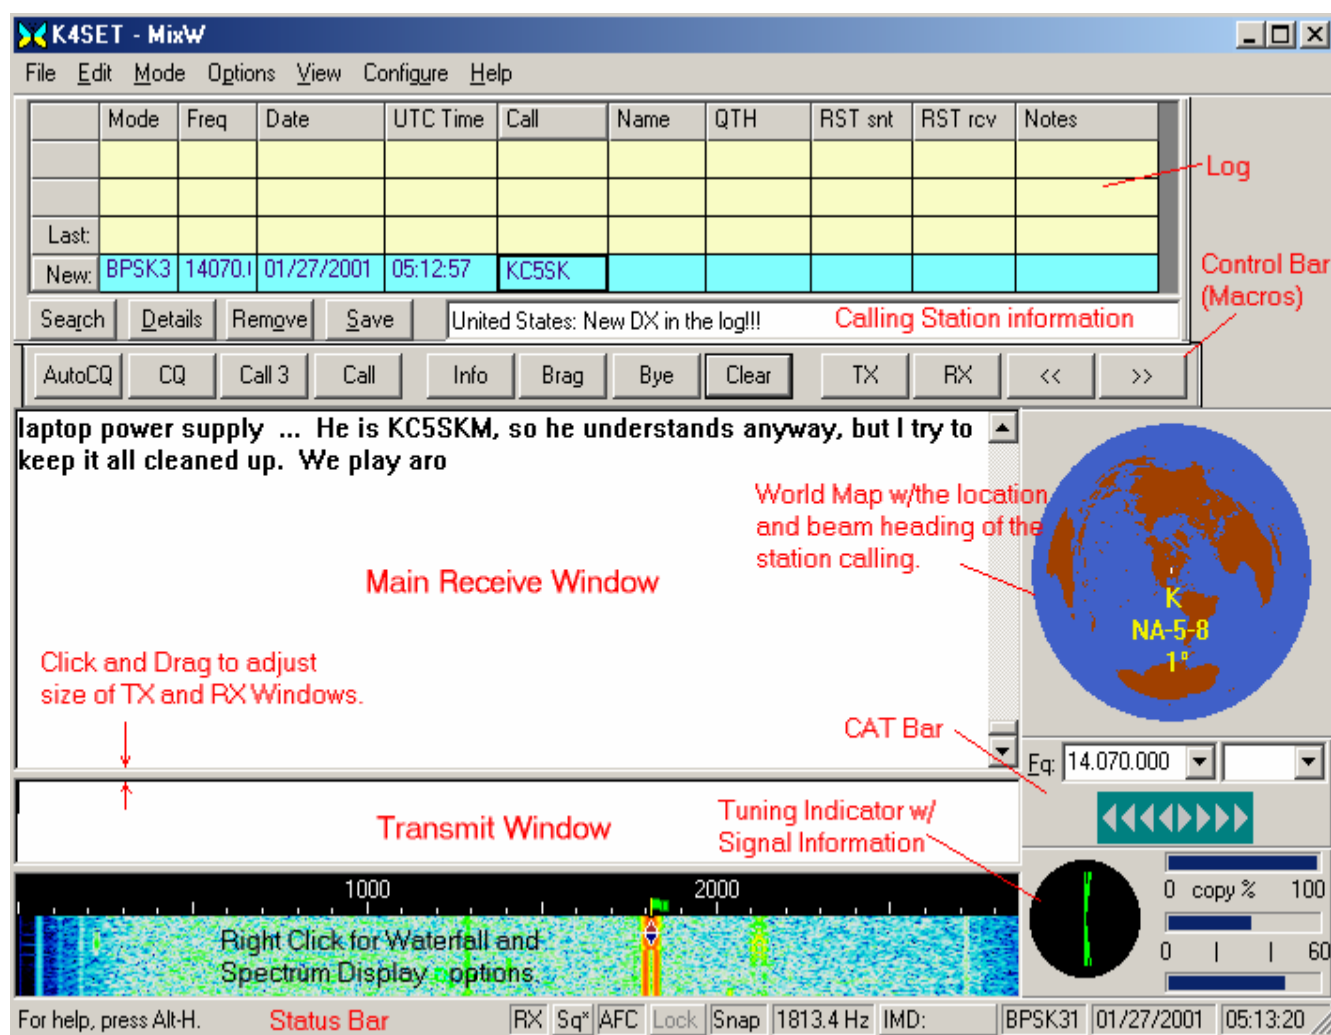 K4SET - MixW
File Edit Mode Options View Configure Help
Mode Freq Date UTC Time Call Name QTH RST snt RST rcv Notes
Log
Last:
New: BPSK3 14070.0 01/27/2001 05:12:57 KC5SK
Control Bar
(Macros)
Search Details Remove Save United States: New DX in the log!!! Calling Station information
AutoCQ CQ Call 3 Call Info Brag Bye Clear TX RX << >>
laptop power supply ... He is KC5SKM, so he understands anyway, but I try to
keep it all cleaned up. We play aro
World Map w/the location
and beam heading of the
station calling.
Main Receive Window
K
NA-5-8
1°
Click and Drag to adjust
size of TX and RX Windows.
CAT Bar
Fq: 14.070.000
Tuning Indicator w/
Signal Information
Transmit Window
1000 2000
0 copy % 100
Right Click for Waterfall and
Spectrum Display options.
0 | | 60
For help, press Alt-H. Status Bar RX Sq* AFC Lock Snap 1813.4 Hz IMD: BPSK31 01/27/2001 05:13:20